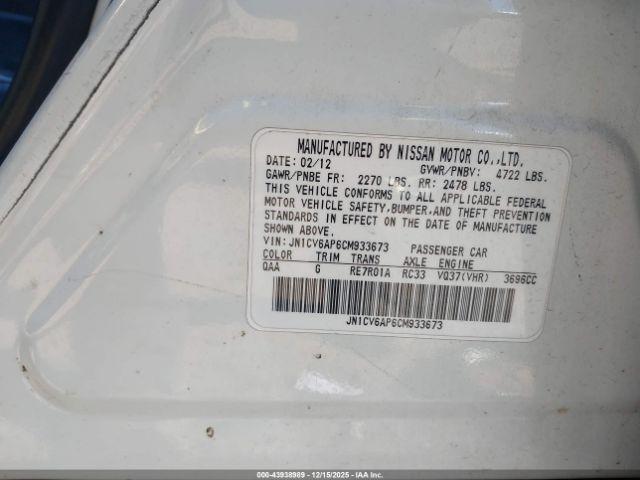 MANUFACTURED BY NISSAN MOTOR CO.,LTD.
DATE: 02/12 GVWR/PNBV: 4722 LBS.
GAWR/PNBE FR: 2270 LBS. RR: 2478 LBS.
THIS VEHICLE CONFORMS TO ALL APPLICABLE FEDERAL
MOTOR VEHICLE SAFETY,BUMPER,AND THEFT PREVENTION
STANDARDS IN EFFECT ON THE DATE OF MANUFACTURE
SHOWN ABOVE.
VIN: JN1CV6AP6CM933673 PASSENGER CAR
COLOR TRIM TRANS AXLE ENGINE
QAA G RE7R01A RC33 VQ37(VHR) 3696CC
JN1CV6AP6CM933673
000-43938989 - 12/15/2025 - IAAI.COM/CAR